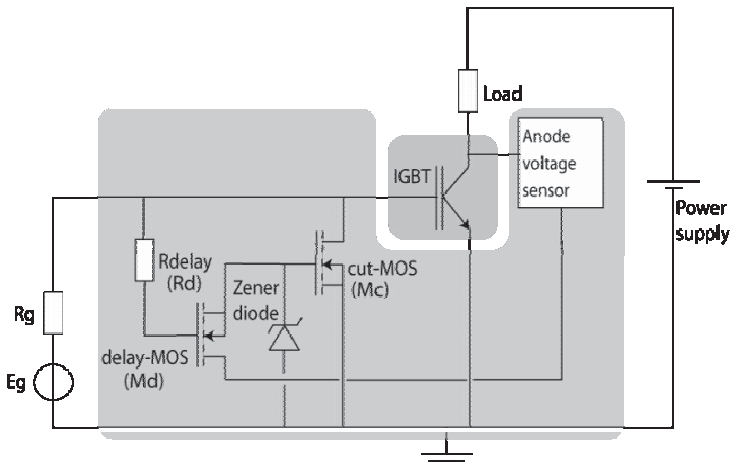 Load
Anode
voltage
sensor
IGBT
Power
supply
Rdelay
(Rd)
Zener
diode
cut-MOS
(Mc)
Rg
delay-MOS
(Md)
Eg